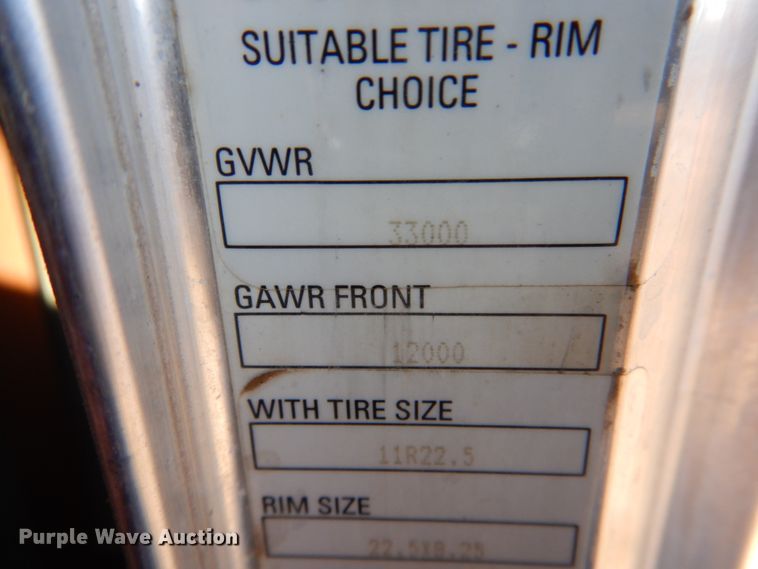 SUITABLE TIRE - RIM
CHOICE
GVWR
33000
GAWR FRONT
12000
WITH TIRE SIZE
11R22.5
RIM SIZE
22.5X8.25
Purple Wave Auction